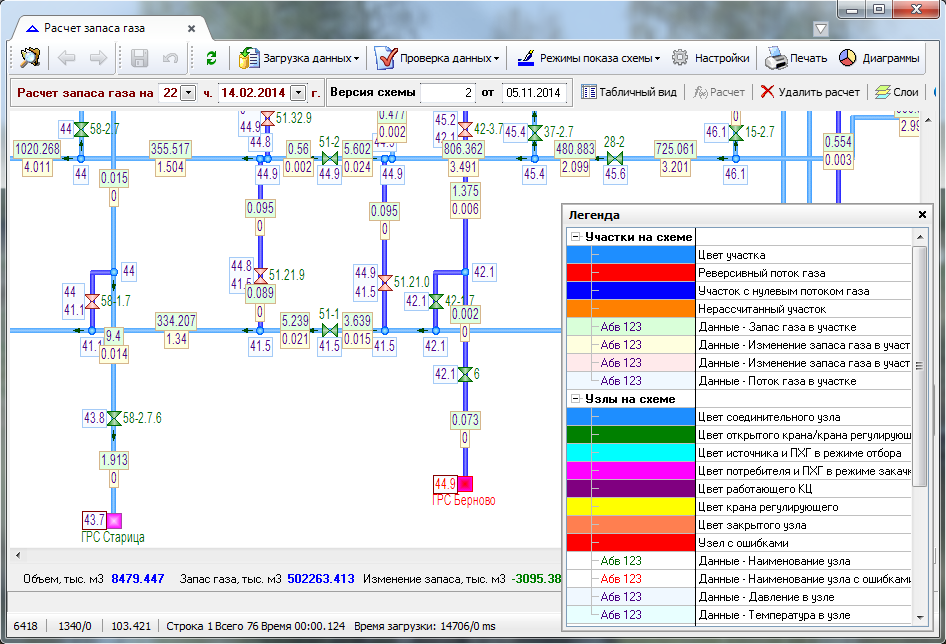 Расчет запаса газа
Загрузка данных
Проверка данных
Режимы показа схемы
Настройки
Печать
Диаграммы
Расчет запаса газа на 22 ч. 14.02.2014 г.
Версия схемы 2 от 05.11.2014
Табличный вид
Расчет
Удалить расчет
Слои
44 58-2.7
44.9 51.32.9
44.8
0.477
0.002
45.2 42-3.7
42.1
45.4 37-2.7
28-2
46.1 15-2.7
0
0.554
0.003
2.99
1020.268
4.011
355.517
1.504
0.56
0.002
51-2
5.602
0.024
806.362
3.491
480.883
2.099
725.061
3.201
44
44.9
44.9
44.9
45.4
45.6
46.1
0.015
0
1.375
0.006
0.095
0
0.095
0
44
44.8
41.5
51.21.9
0.089
0
44.9
41.5
51.21.0
42.1
44
41.1
58-1.7
42.1
0.002
0
334.207
1.34
5.239
0.021
51-1
3.639
0.015
41.1
9.4
0.014
41.5
41.5
41.5
42.1
42.1 6
43.8 58-2.7.6
0.073
0
1.913
0
44.9
ГРС Берново
43.7
ГРС Старица
Легенда
Участки на схеме
Цвет участка
Реверсивный поток газа
Участок с нулевым потоком газа
Нерассчитанный участок
Абв 123 Данные - Запас газа в участке
Абв 123 Данные - Изменение запаса газа в участ
Абв 123 Данные - Изменение запаса газа в участ
Абв 123 Данные - Поток газа в участке
Узлы на схеме
Цвет соединительного узла
Цвет открытого крана/крана регулирующ
Цвет источника и ПХГ в режиме отбора
Цвет потребителя и ПХГ в режиме закачк
Цвет работающего КЦ
Цвет крана регулирующего
Цвет закрытого узла
Узел с ошибками
Абв 123 Данные - Наименование узла
Абв 123 Данные - Наименование узла с ошибками
Абв 123 Данные - Давление в узле
Абв 123 Данные - Температура в узле
Объем, тыс. м3 8479.447 Запас газа, тыс. м3 502263.413 Изменение запаса, тыс. м3 -3095.38
6418 1340/0 103.421 Строка 1 Всего 76 Время 00:00.124 Время загрузки: 14706/0 ms